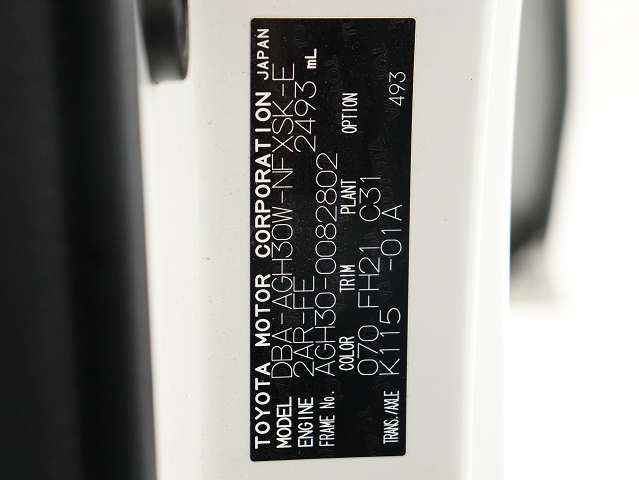 TOYOTA MOTOR CORPORATION JAPAN
MODEL DBA-AGH30W-NFXSK-E
ENGINE 2AR-FE 2493 mL
FRAME No. AGH30-0082802
COLOR TRIM PLANT OPTION
070 FH21 C31
TRANS./AXLE K115 -01A 493